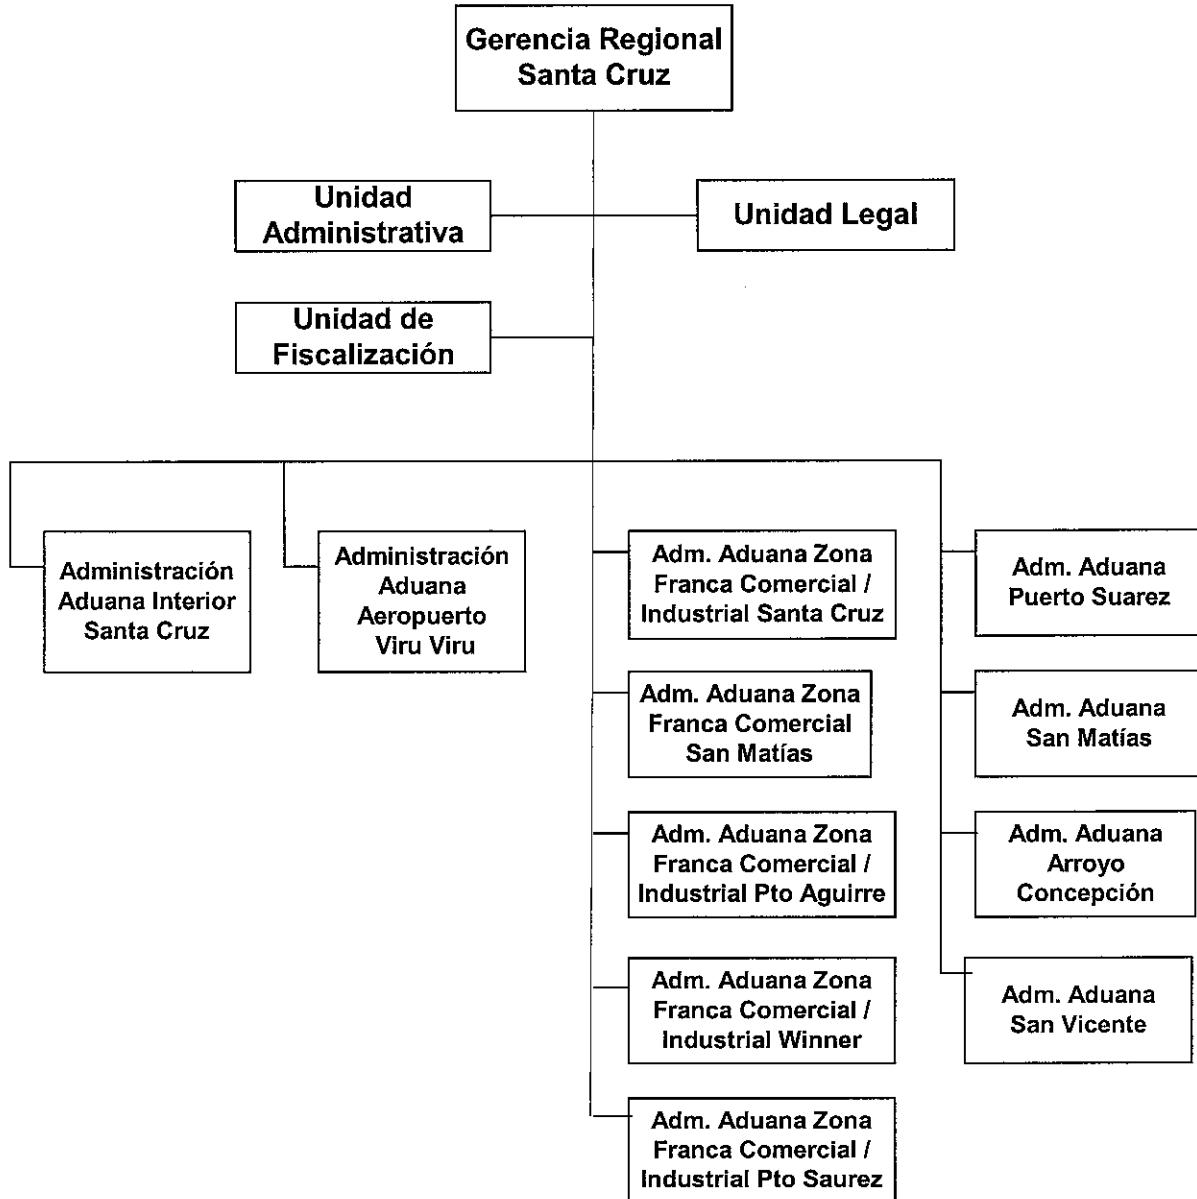 Gerencia Regional
Santa Cruz
Unidad
Administrativa
Unidad Legal
Unidad de
Fiscalización
Administración
Aduana Interior
Santa Cruz
Administración
Aduana
Aeropuerto
Viru Viru
Adm. Aduana Zona
Franca Comercial /
Industrial Santa Cruz
Adm. Aduana Zona
Franca Comercial
San Matías
Adm. Aduana Zona
Franca Comercial /
Industrial Pto Aguirre
Adm. Aduana Zona
Franca Comercial /
Industrial Winner
Adm. Aduana Zona
Franca Comercial /
Industrial Pto Saurez
Adm. Aduana
Puerto Suarez
Adm. Aduana
San Matías
Adm. Aduana
Arroyo
Concepción
Adm. Aduana
San Vicente